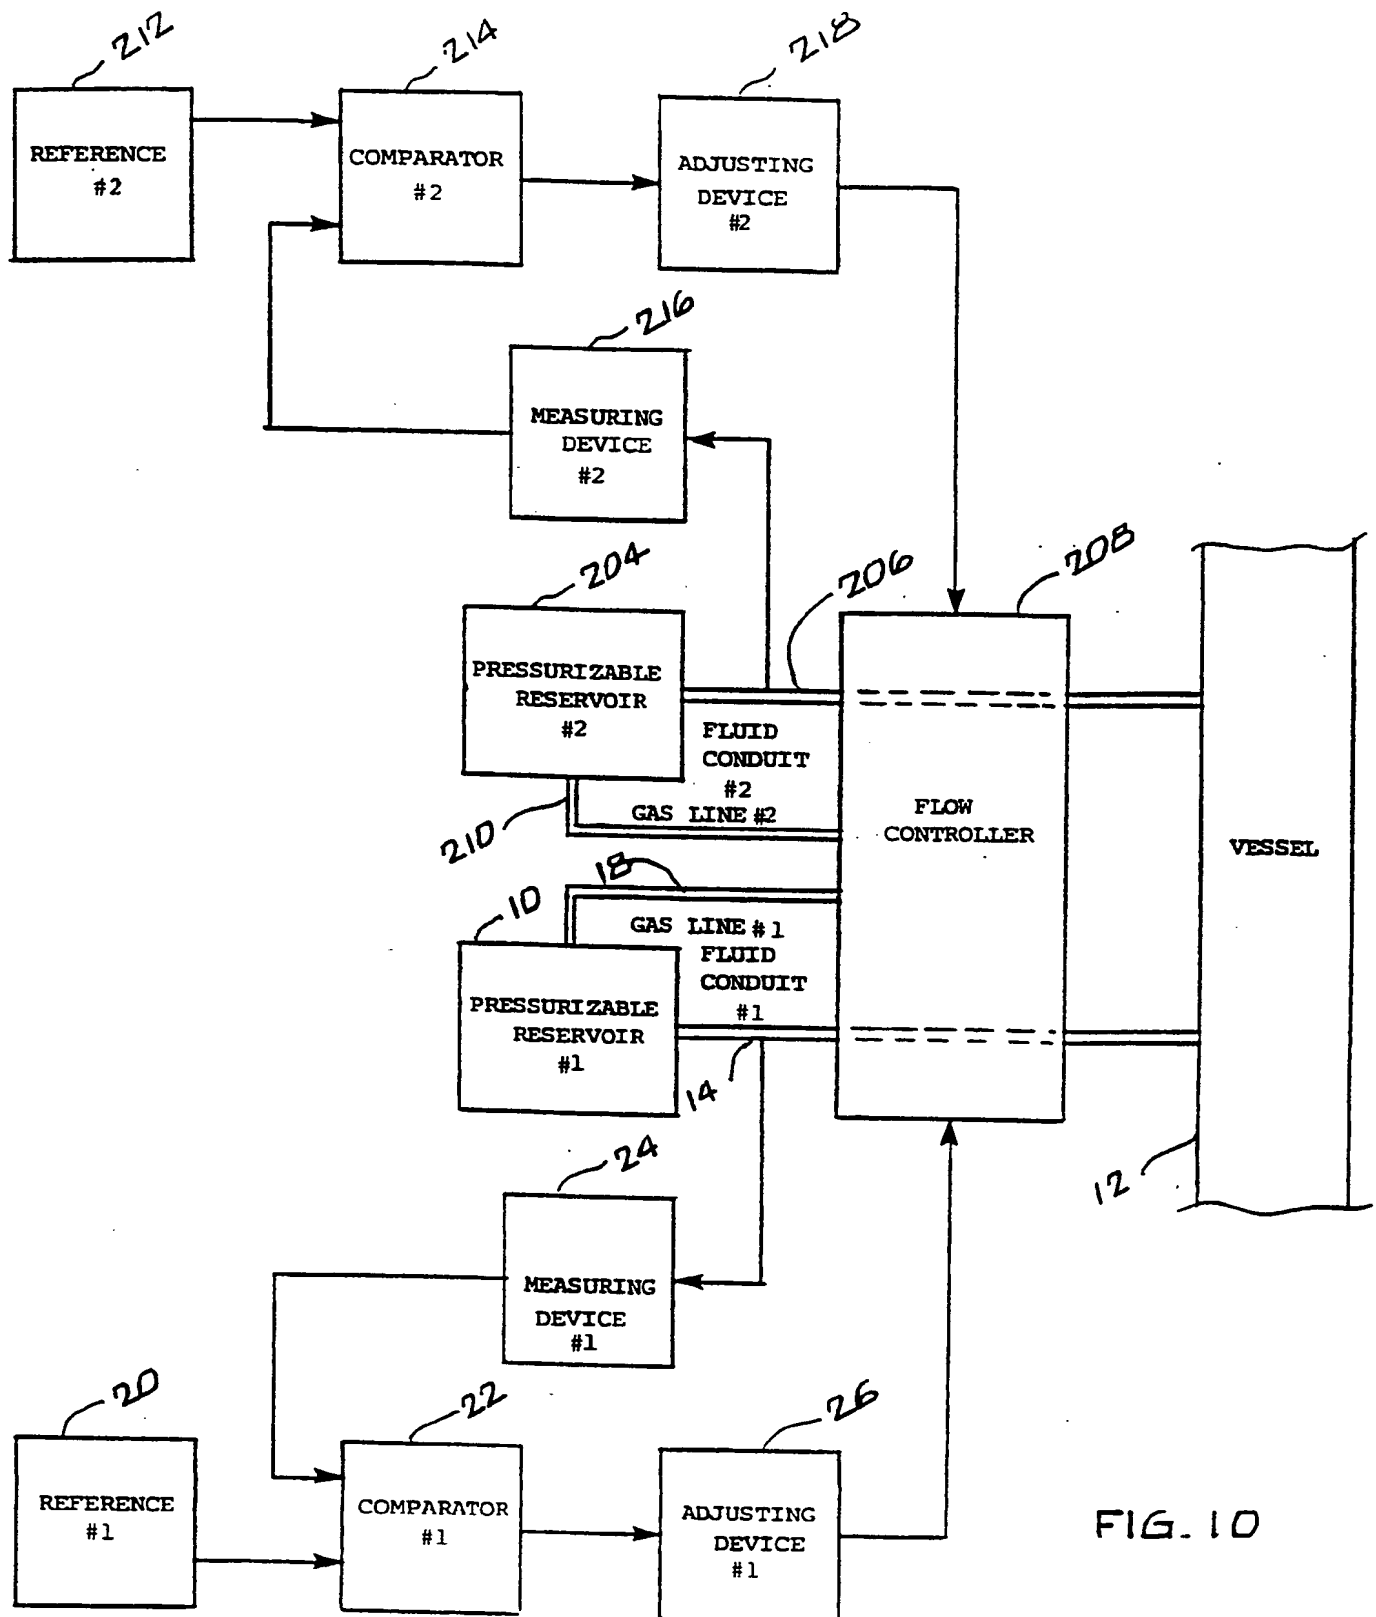 212
214
218
REFERENCE
#2
COMPARATOR
#2
ADJUSTING
DEVICE
#2
216
MEASURING
DEVICE
#2
204
206
208
PRESSURIZABLE
RESERVOIR
#2
FLUID
CONDUIT
#2
GAS LINE #2
210
FLOW
CONTROLLER
VESSEL
18
10
GAS LINE #1
FLUID
CONDUIT
#1
PRESSURIZABLE
RESERVOIR
#1
14
12
24
MEASURING
DEVICE
#1
20
22
26
REFERENCE
#1
COMPARATOR
#1
ADJUSTING
DEVICE
#1
FIG. 10